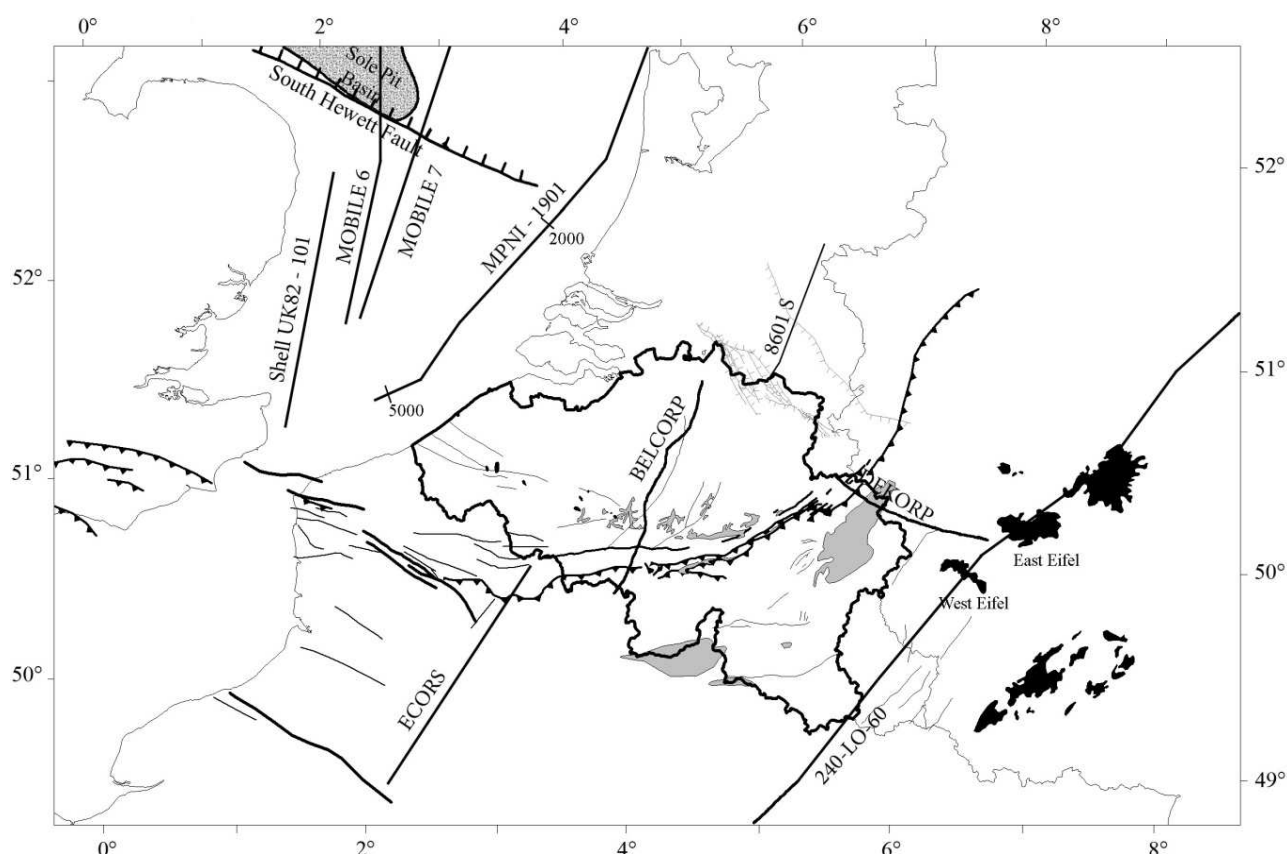 0°
2°
4°
6°
8°
Sole Pit
Basin
South Hewett Fault
52°
MOBILE 6
MOBILE 7
MPNI - 1901
2000
52°
Shell UK82 - 101
8601 S
51°
5000
BELCORP
51°
DEKORP
East Eifel
50°
West Eifel
50°
ECORS
240-LO-60
49°
0°
2°
4°
6°
8°